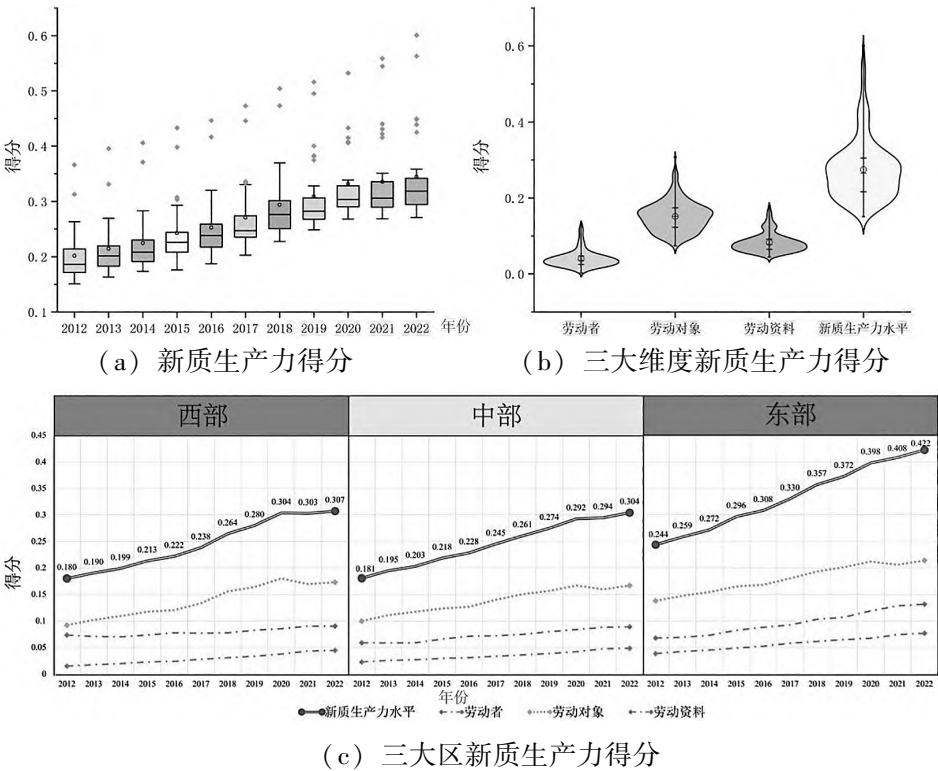 0.6
0.5
0.4
0.3
0.2
0.1
得分
2012 2013 2014 2015 2016 2017 2018 2019 2020 2021 2022 年份
(a) 新质生产力得分
0.6
0.4
0.2
0.0
得分
劳动者 劳动对象 劳动资料 新质生产力水平
(b) 三大维度新质生产力得分
西部 中部 东部
0.45
0.4
0.35
0.3
0.25
0.2
0.15
0.1
0.05
0
得分
0.180 0.190 0.199 0.213 0.222 0.238 0.264 0.280 0.304 0.303 0.307
0.181 0.195 0.203 0.218 0.228 0.245 0.261 0.274 0.292 0.294 0.304
0.244 0.259 0.272 0.296 0.308 0.330 0.357 0.372 0.398 0.408 0.422
2012 2013 2014 2015 2016 2017 2018 2019 2020 2021 2022 2012 2013 2014 2015 2016 2017 2018 2019 2020 2021 2022 2012 2013 2014 2015 2016 2017 2018 2019 2020 2021 2022
年份
新质生产力水平 劳动者 劳动对象 劳动资料
(c) 三大区新质生产力得分